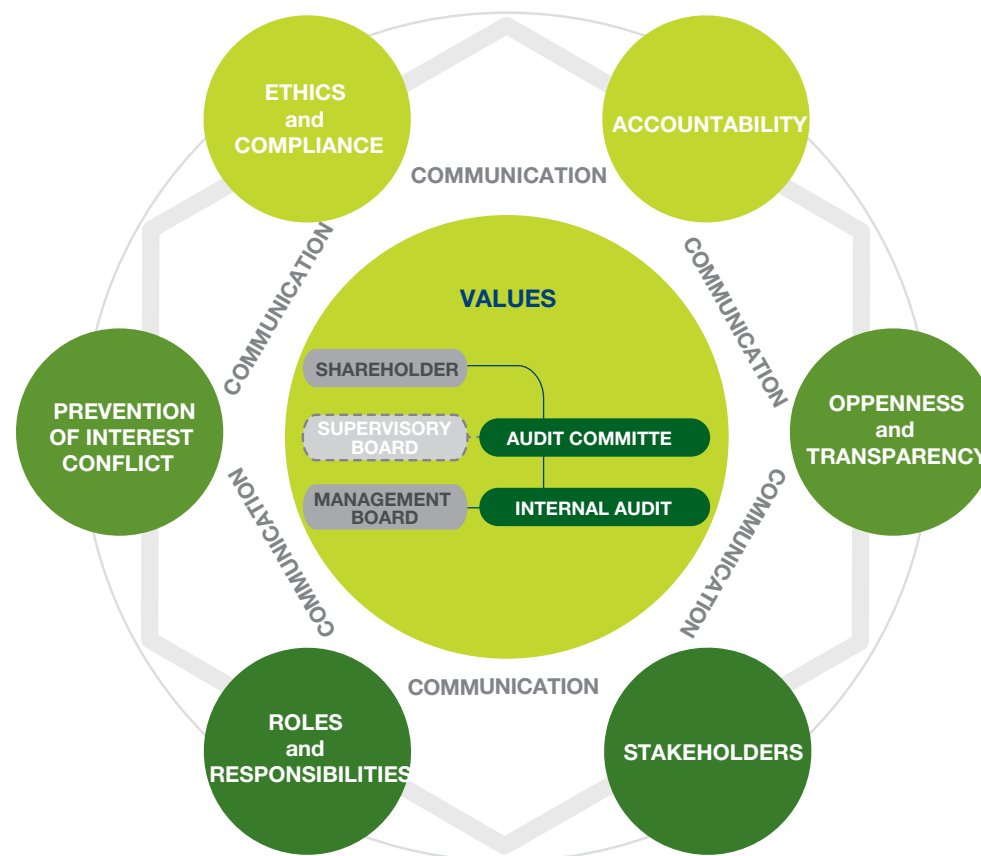 ETHICS
and
COMPLIANCE
ACCOUNTABILITY
COMMUNICATION
COMMUNICATION
COMMUNICATION
VALUES
SHAREHOLDER
SUPERVISORY
BOARD
AUDIT COMMITTE
MANAGEMENT
BOARD
INTERNAL AUDIT
PREVENTION
OF INTEREST
CONFLICT
OPPENNESS
and
TRANSPARENCY
COMMUNICATION
COMMUNICATION
COMMUNICATION
ROLES
and
RESPONSIBILITIES
STAKEHOLDERS